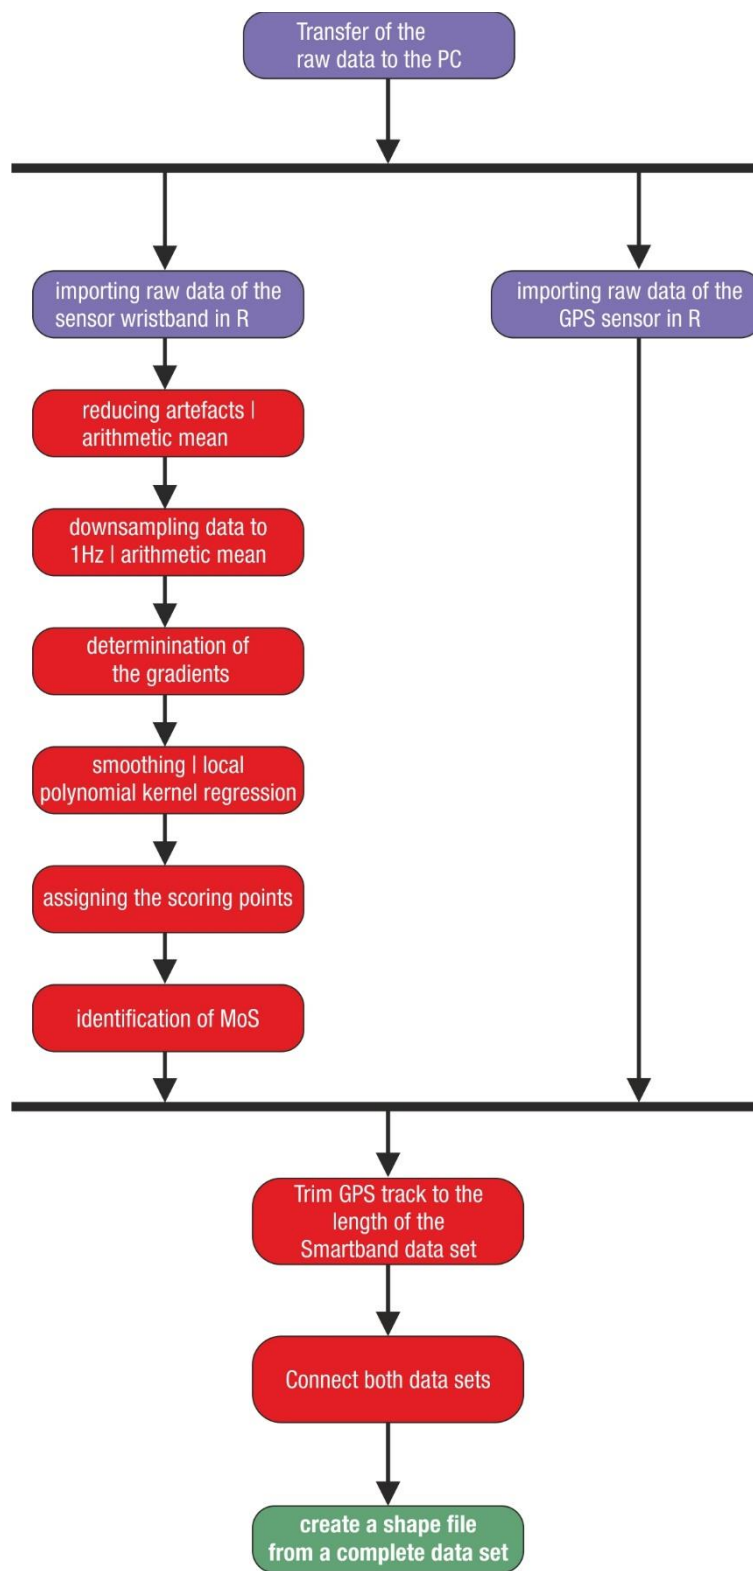 Transfer of the
raw data to the PC
importing raw data of the
sensor wristband in R
importing raw data of the
GPS sensor in R
reducing artefacts |
arithmetic mean
downsampling data to
1Hz | arithmetic mean
determinination of
the gradients
smoothing | local
polynomial kernel regression
assigning the scoring points
identification of MoS
Trim GPS track to the
length of the
Smartband data set
Connect both data sets
create a shape file
from a complete data set